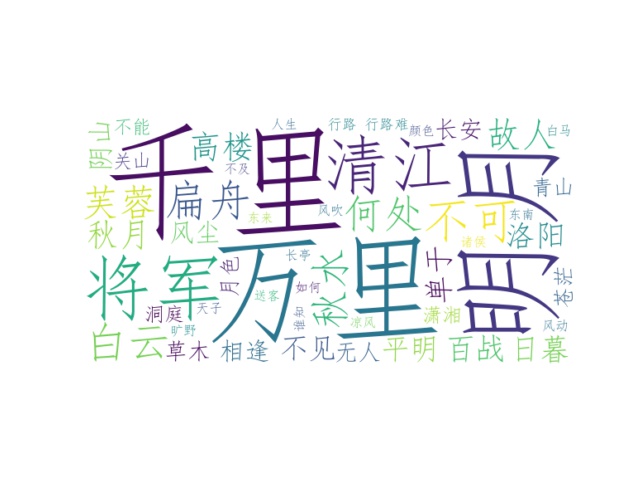 人生 行路 行路难 颜色 长安 故人 白马
阴山 不能 关山 高楼 不及 千里 清江 明月 青山
芙蓉 扁舟 东来 风吹 何处 不可 东南
秋月 风尘 诸侯 洛阳
将军 月色 万里 长亭 秋水 单于 苍茫
洞庭 天子 送客 如何 谁知 凉风 潇湘 风动
白云 旷野 草木 相逢 不见 无人 平明 百战 日暮